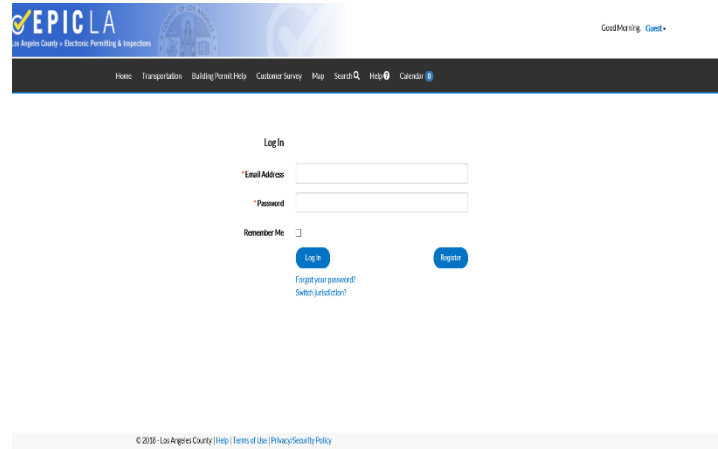 EPICLA
Los Angeles County + Electronic Permitting & Inspections
Good Morning, Guest
Home Transportation Building Permit Help Customer Survey Map Search Help Calendar 0
Log In
*Email Address
*Password
Remember Me
Log In Register
Forgot your password?
Switch jurisdiction?
© 2018 - Los Angeles County | Help | Terms of Use | Privacy/Security Policy